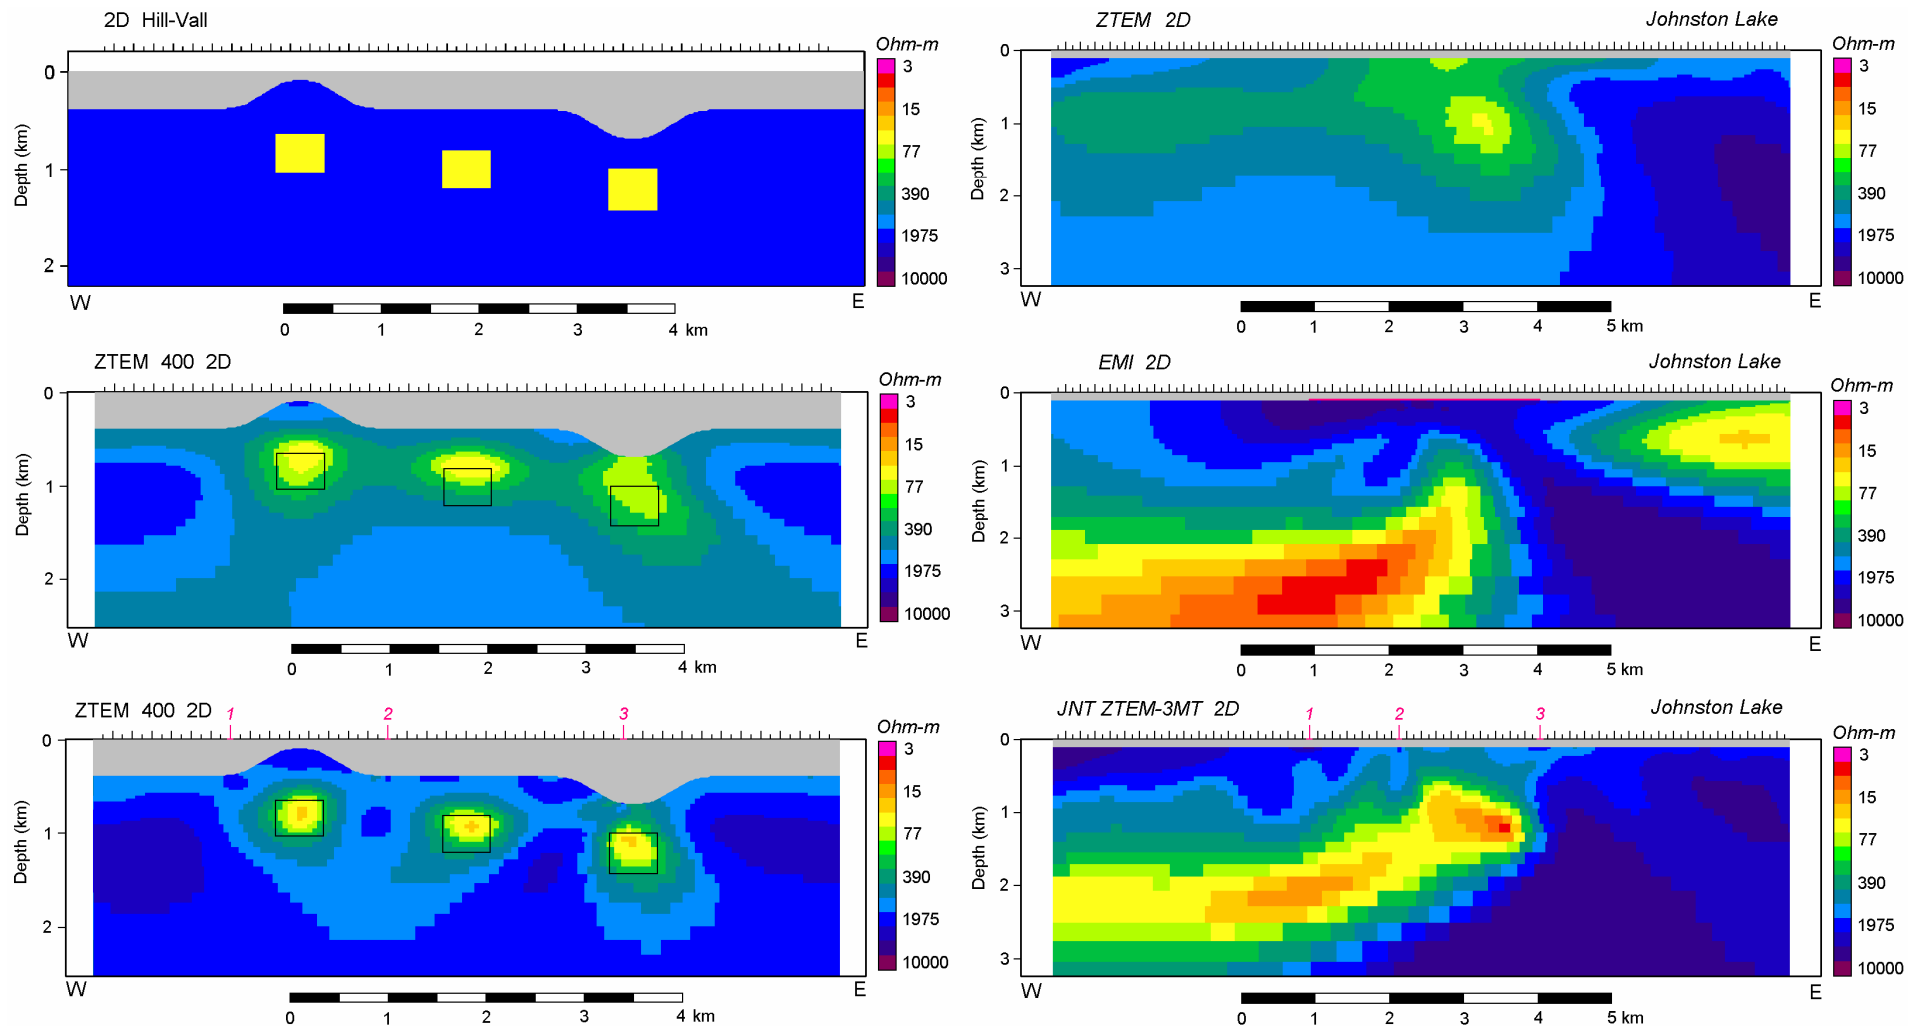 2D Hill-Vall
Ohm-m
3
15
77
390
1975
10000
0
1
2
Depth (km)
W
E
0 1 2 3 4 km
ZTEM 2D
Johnston Lake
Ohm-m
3
15
77
390
1975
10000
0
1
2
3
Depth (km)
W
E
0 1 2 3 4 5 km
ZTEM 400 2D
Ohm-m
3
15
77
390
1975
10000
0
1
2
Depth (km)
W
E
0 1 2 3 4 km
EMI 2D
Johnston Lake
Ohm-m
3
15
77
390
1975
10000
0
1
2
3
Depth (km)
W
E
0 1 2 3 4 5 km
ZTEM 400 2D
1 2 3
Ohm-m
3
15
77
390
1975
10000
0
1
2
Depth (km)
W
E
0 1 2 3 4 km
JNT ZTEM-3MT 2D
1 2 3
Johnston Lake
Ohm-m
3
15
77
390
1975
10000
0
1
2
3
Depth (km)
W
E
0 1 2 3 4 5 km